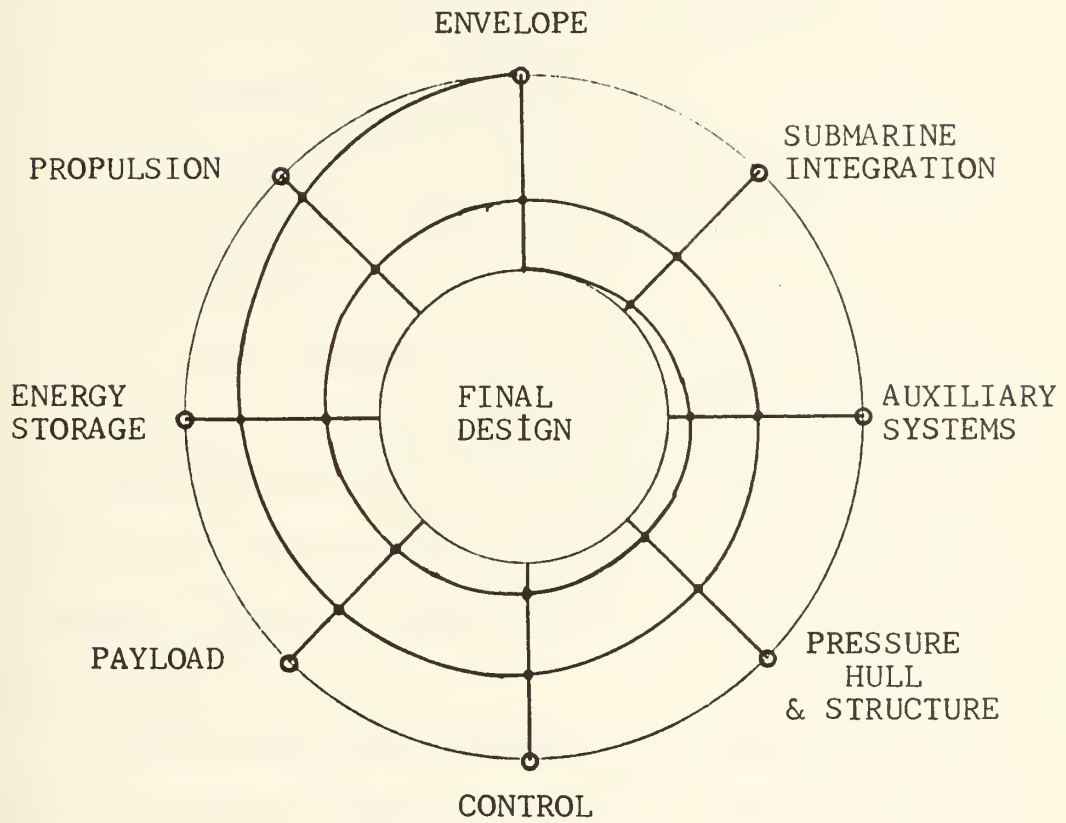 ENVELOPE
SUBMARINE
INTEGRATION
PROPULSION
ENERGY
STORAGE
FINAL
DESIGN
AUXILIARY
SYSTEMS
PAYLOAD
PRESSURE
HULL
& STRUCTURE
CONTROL